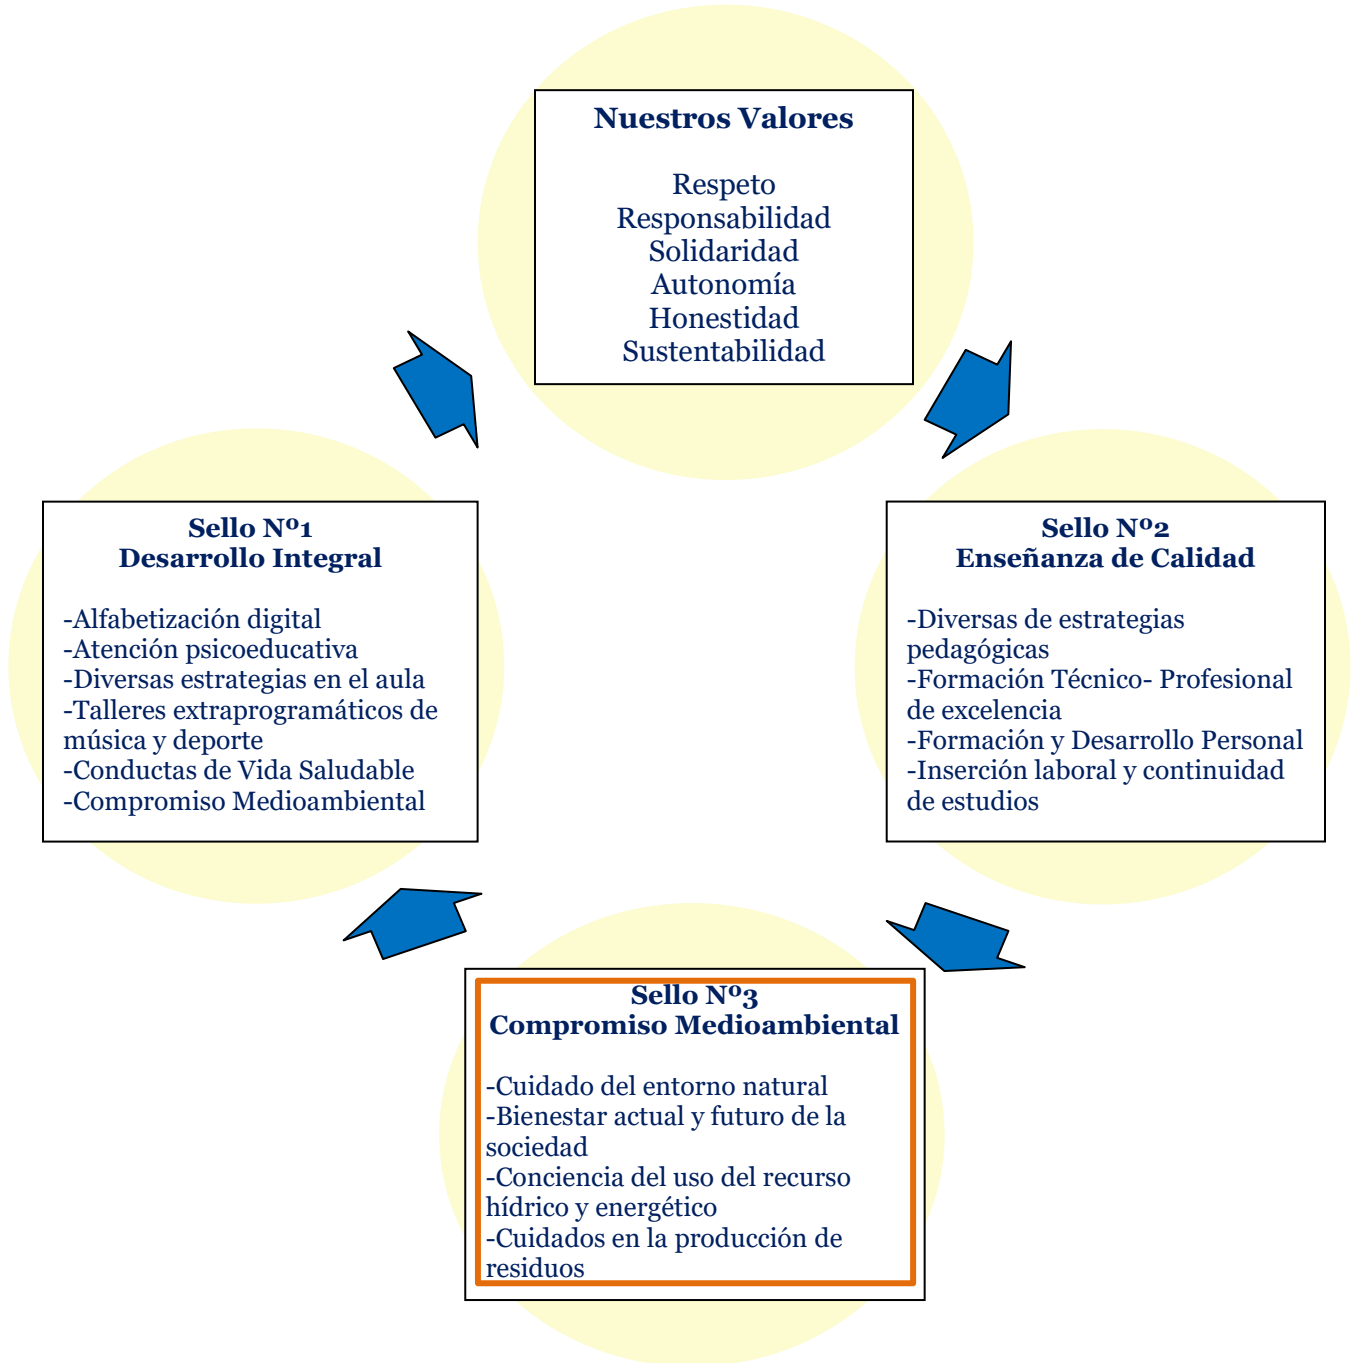 Nuestros Valores
Respeto
Responsabilidad
Solidaridad
Autonomía
Honestidad
Sustentabilidad
Sello Nº1
Desarrollo Integral
-Alfabetización digital
-Atención psicoeducativa
-Diversas estrategias en el aula
-Talleres extraprogramáticos de
música y deporte
-Conductas de Vida Saludable
-Compromiso Medioambiental
Sello Nº2
Enseñanza de Calidad
-Diversas de estrategias
pedagógicas
-Formación Técnico- Profesional
de excelencia
-Formación y Desarrollo Personal
-Inserción laboral y continuidad
de estudios
Sello Nº3
Compromiso Medioambiental
-Cuidado del entorno natural
-Bienestar actual y futuro de la
sociedad
-Conciencia del uso del recurso
hídrico y energético
-Cuidados en la producción de
residuos